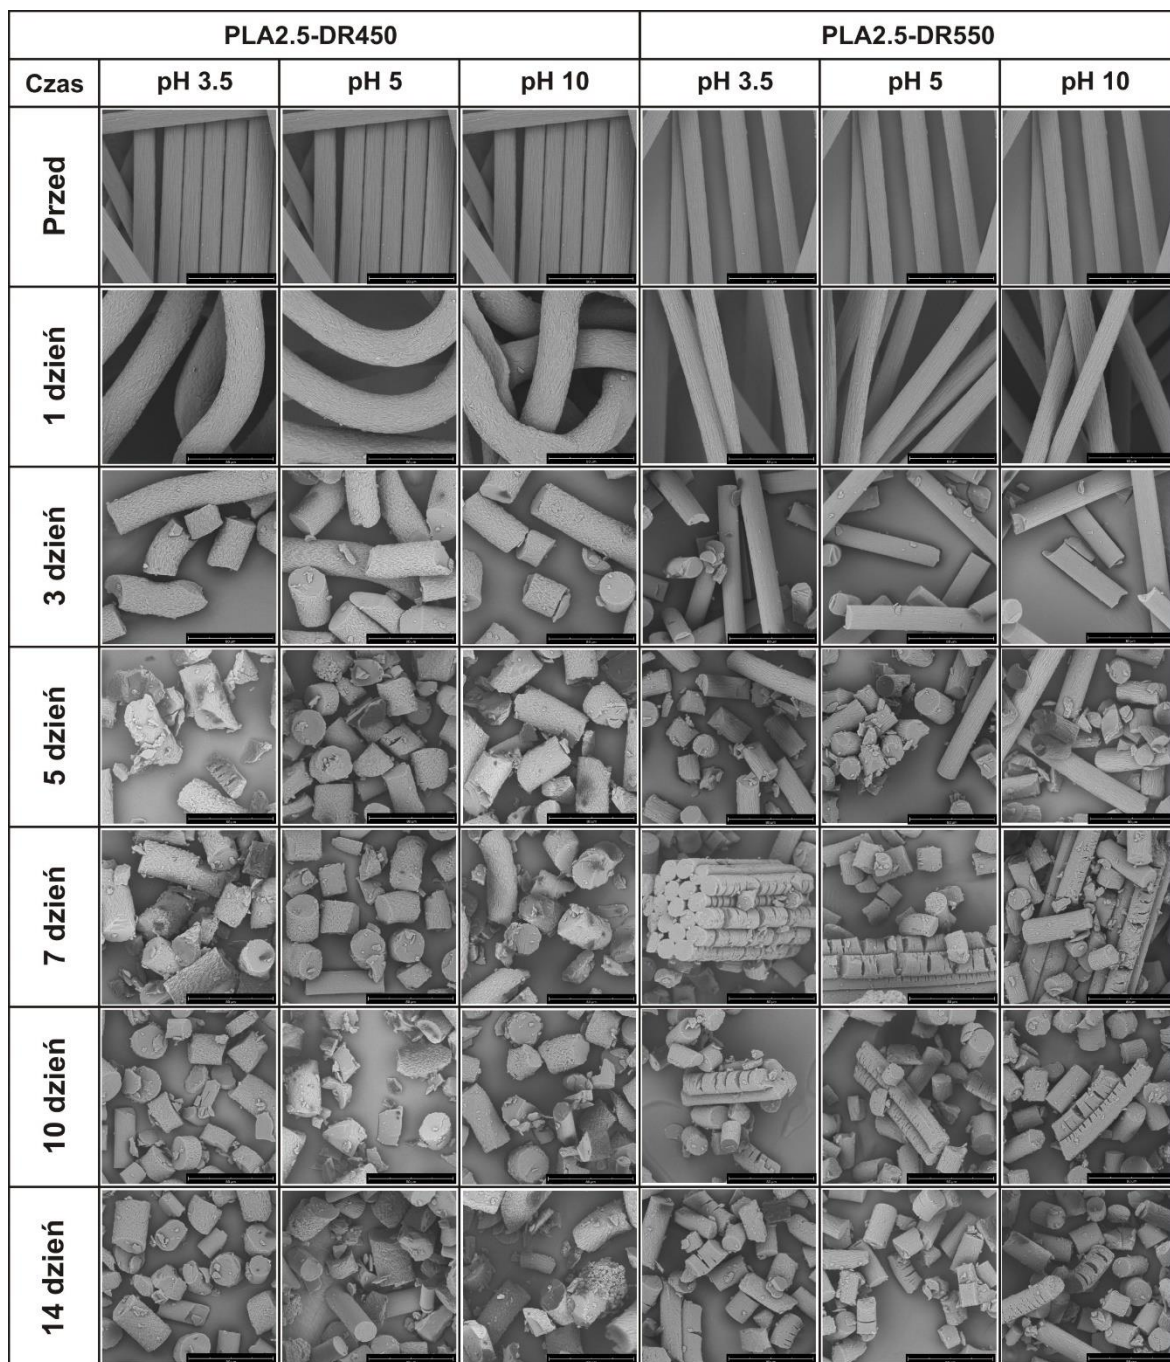 PLA2.5-DR450 PLA2.5-DR550
Czas pH 3.5 pH 5 pH 10 pH 3.5 pH 5 pH 10
Przed
1 dzień
3 dzień
5 dzień
7 dzień
10 dzień
14 dzień